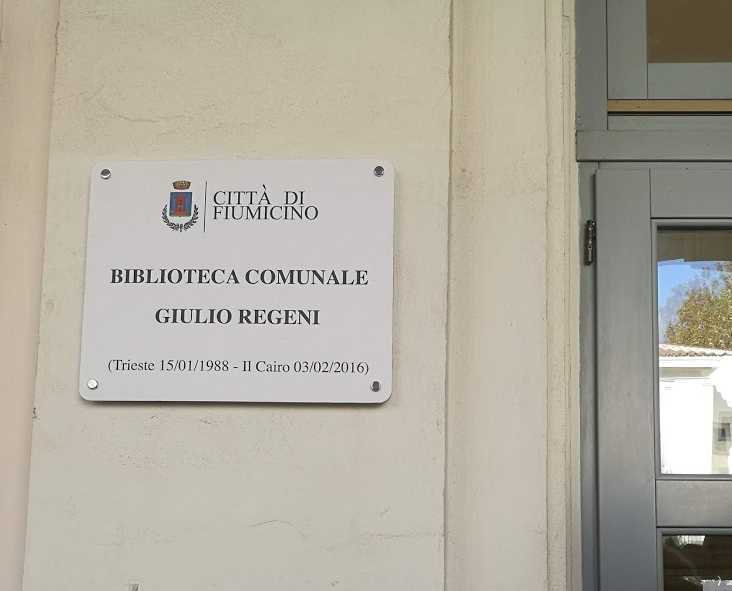 CITTÀ DI
FIUMICINO
BIBLIOTECA COMUNALE
GIULIO REGENI
(Trieste 15/01/1988 - Il Cairo 03/02/2016)